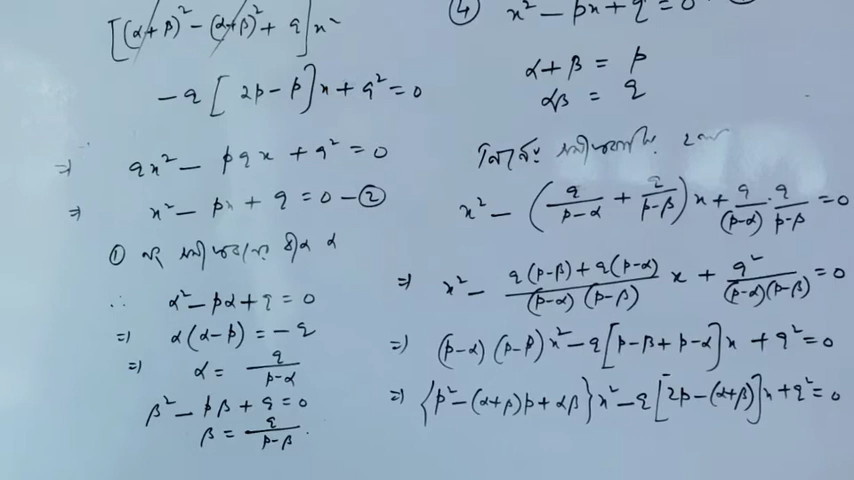 [(α+β)² − (α+β)² + q]x²
− q[2p − p]x + q² = 0
⇒ qx² − pqx + q² = 0
⇒ x² − px + q = 0 — ②
① নং সমীকরণের বীজ α
∴ α² − pα + q = 0
⇒ α(α−p) = −q
⇒ α = q/(p−α)
β² − pβ + q = 0
β = q/(p−β).
④ x² − px + q = 0
α + β = p
αβ = q
নির্ণেঃ সমীকরণটি
x² − (q/(p−α) + q/(p−β))x + q/(p−α) · q/(p−β) = 0
⇒ x² − (q(p−β) + q(p−α))/((p−α)(p−β)) x + q²/((p−α)(p−β)) = 0
⇒ (p−α)(p−β)x² − q[p−β+p−α]x + q² = 0
⇒ {p² − (α+β)p + αβ}x² − q[2p − (α+β)]x + q² = 0